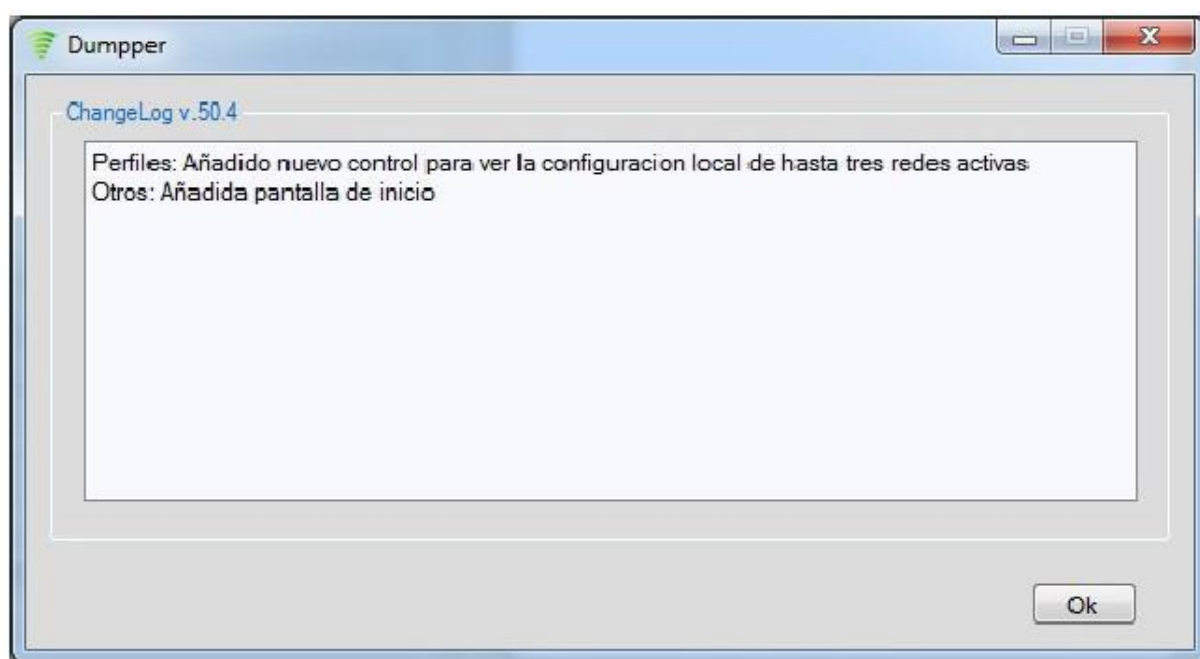 Dumpper
ChangeLog v.50.4
Perfiles: Añadido nuevo control para ver la configuracion local de hasta tres redes activas
Otros: Añadida pantalla de inicio
Ok